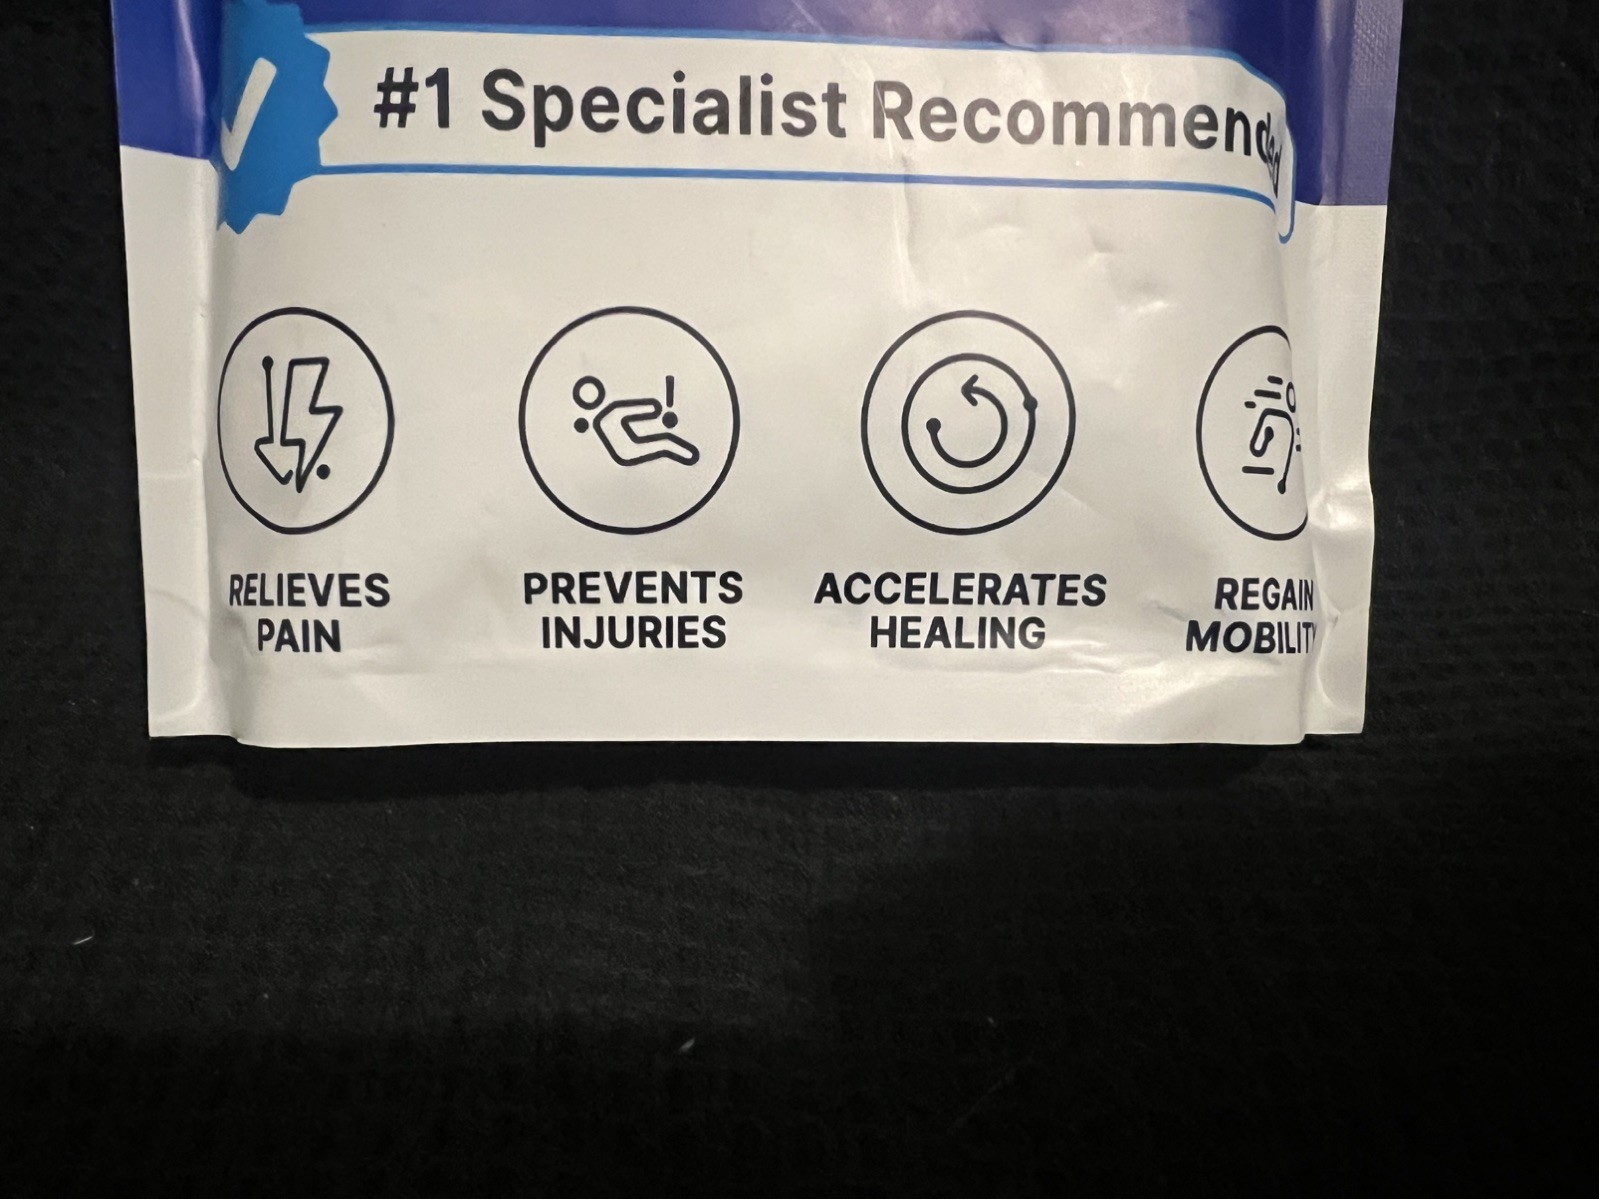 #1 Specialist Recommended
RELIEVES
PAIN
PREVENTS
INJURIES
ACCELERATES
HEALING
REGAIN
MOBILITY